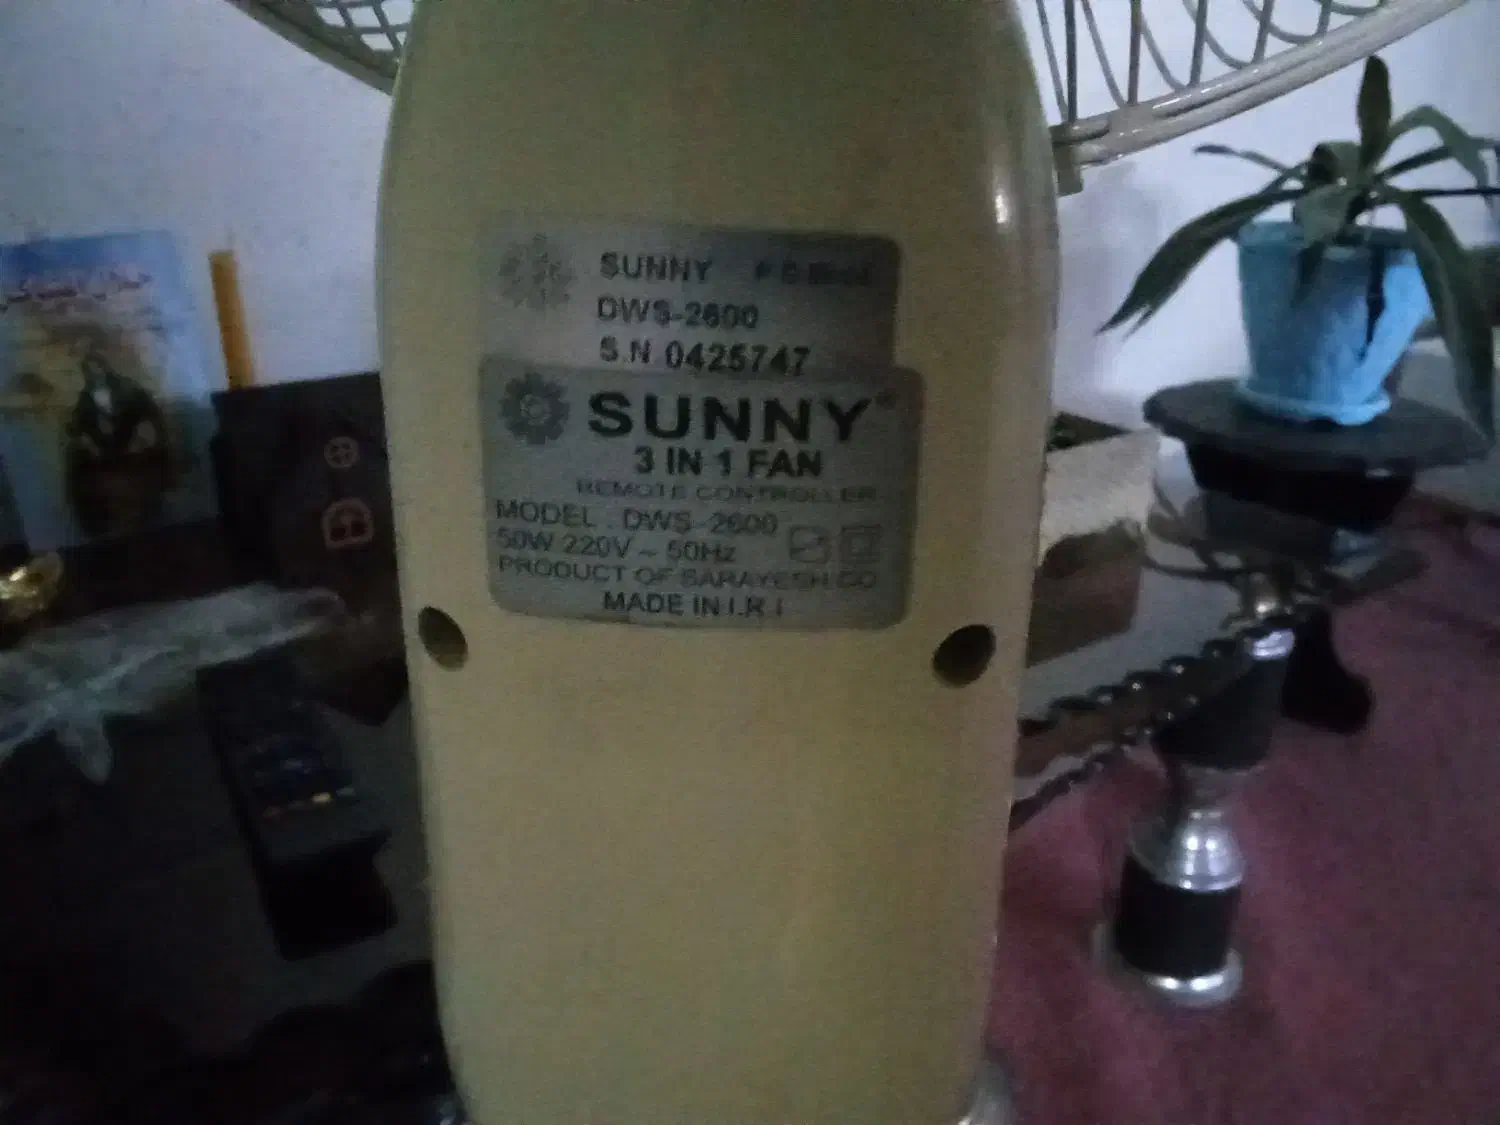 SUNNY
DWS-2600
S.N 0425747
SUNNY
3 IN 1 FAN
REMOTE CONTROLLER
MODEL . DWS-2600
50W 220V ~ 50Hz
PRODUCT OF SARAYESH CO
MADE IN I.R.I